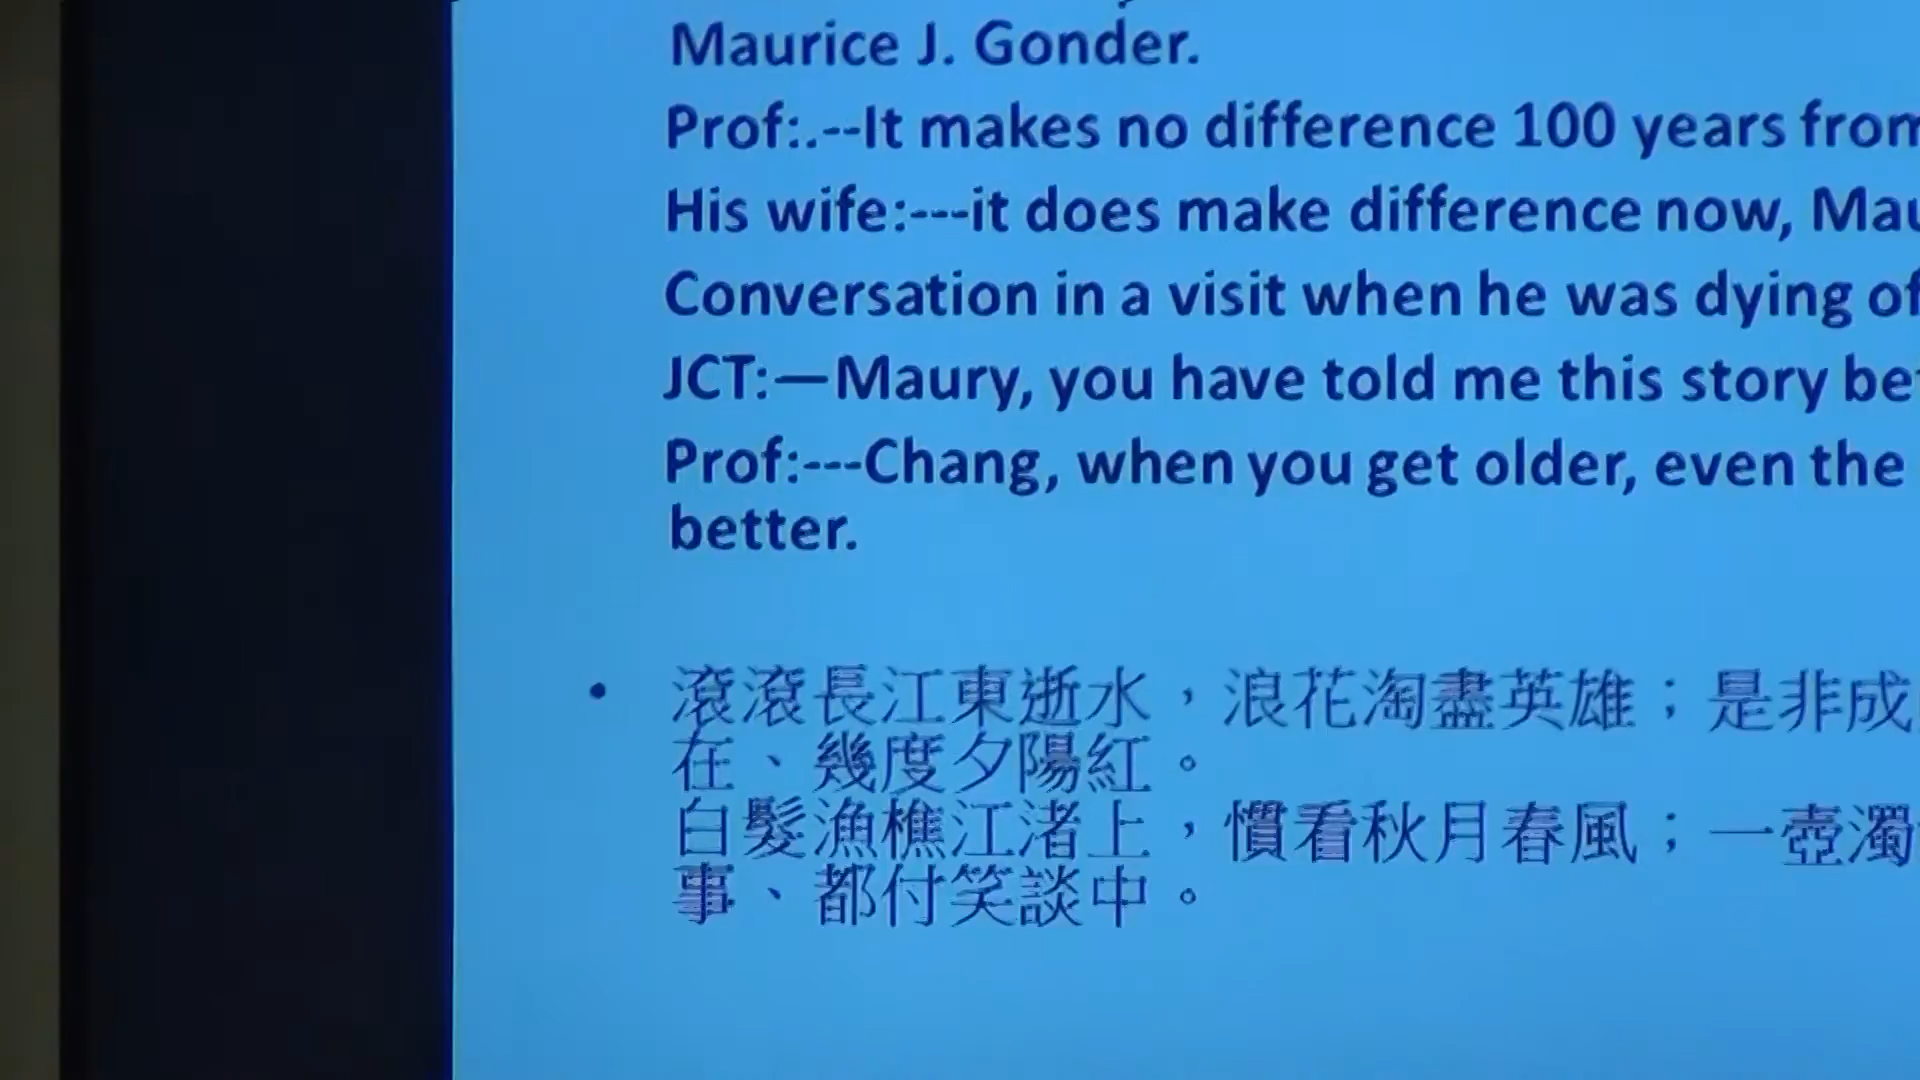 Maurice J. Gonder.
Prof:.--It makes no difference 100 years from
His wife:---it does make difference now,
Conversation in a visit when he was dying of
JCT:—Maury, you have told me this story
Prof:---Chang, when you get older, even the
better.
• 滾滾長江東逝水，浪花淘盡英雄；是非成
在、幾度夕陽紅。
白髮漁樵江渚上，慣看秋月春風；一壺濁
事、都付笑談中。